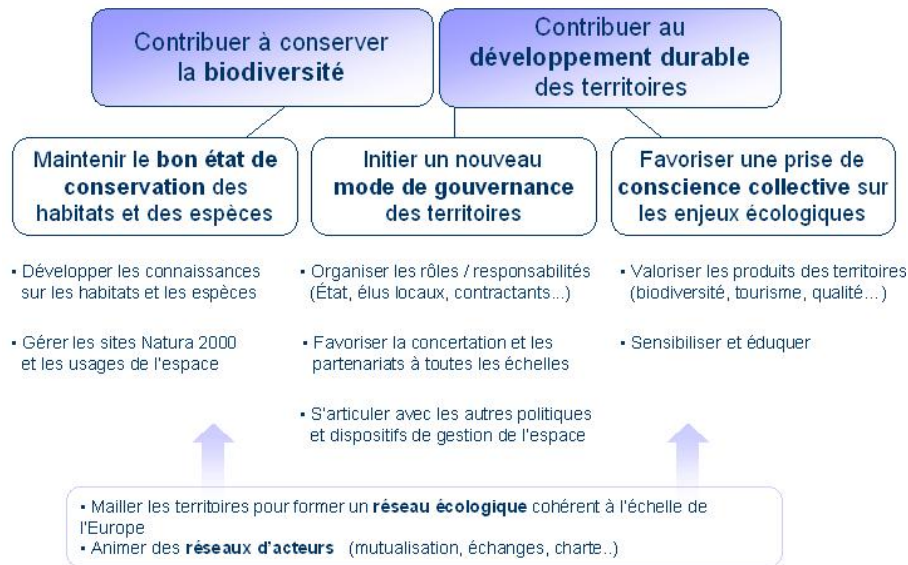 Contribuer à conserver
la biodiversité
Contribuer au
développement durable
des territoires
Maintenir le bon état de
conservation des
habitats et des espèces
Initier un nouveau
mode de gouvernance
des territoires
Favoriser une prise de
conscience collective sur
les enjeux écologiques
• Développer les connaissances
sur les habitats et les espèces
• Gérer les sites Natura 2000
et les usages de l'espace
• Organiser les rôles / responsabilités
(État, élus locaux, contractants...)
• Favoriser la concertation et les
partenariats à toutes les échelles
• S'articuler avec les autres politiques
et dispositifs de gestion de l'espace
• Valoriser les produits des territoires
(biodiversité, tourisme, qualité...)
• Sensibiliser et éduquer
• Mailler les territoires pour former un réseau écologique cohérent à l'échelle de
l'Europe
• Animer des réseaux d'acteurs (mutualisation, échanges, charte..)